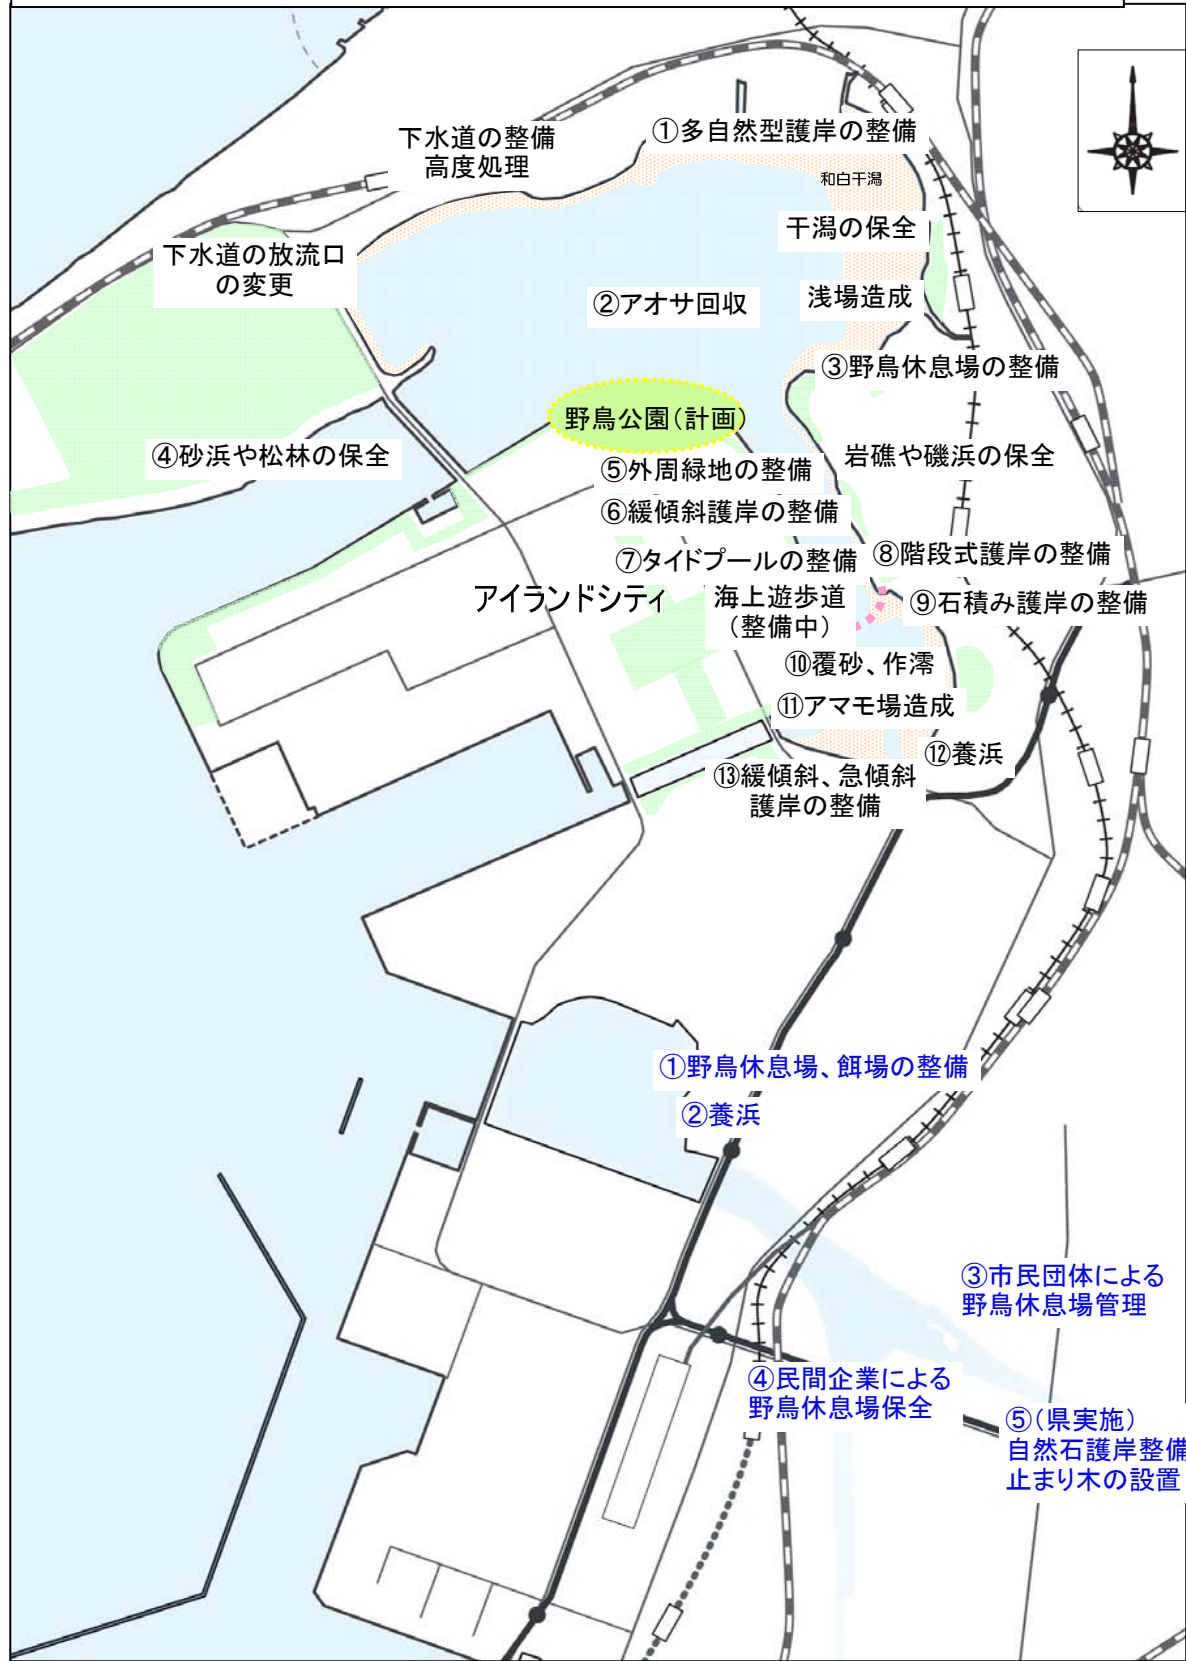 下水道の整備
高度処理
①多自然型護岸の整備
和白干潟
干潟の保全
下水道の放流口
の変更
②アオサ回収
浅場造成
③野鳥休息場の整備
野鳥公園(計画)
④砂浜や松林の保全
⑤外周緑地の整備
岩礁や磯浜の保全
⑥緩傾斜護岸の整備
⑦タイドプールの整備
⑧階段式護岸の整備
アイランドシティ
海上遊歩道
(整備中)
⑨石積み護岸の整備
⑩覆砂、作澪
⑪アマモ場造成
⑫養浜
⑬緩傾斜、急傾斜
護岸の整備
①野鳥休息場、餌場の整備
②養浜
③市民団体による
野鳥休息場管理
④民間企業による
野鳥休息場保全
⑤(県実施)
自然石護岸整備
止まり木の設置